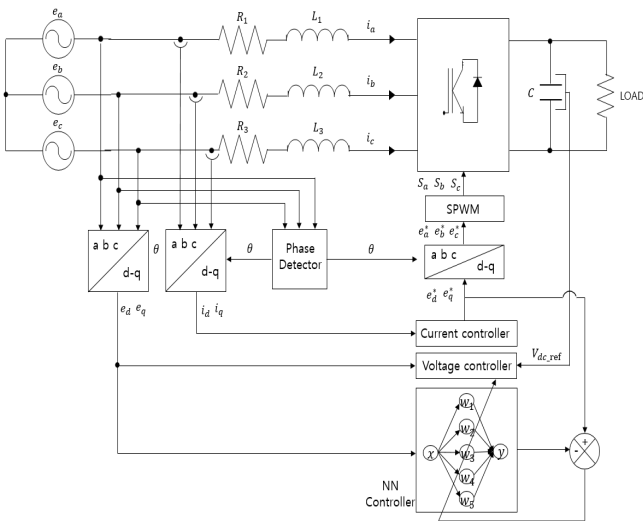 e_a
R_1
L_1
i_a
e_b
R_2
L_2
i_b
C
LOAD
e_c
R_3
L_3
i_c
S_a S_b S_c
SPWM
e_a^* e_b^* e_c^*
a b c
d-q
θ
a b c
d-q
θ
Phase
Detector
θ
a b c
d-q
e_d e_q
i_d i_q
e_d^* e_q^*
Current controller
V_dc_ref
Voltage controller
w_1
w_2
x
w_3
y
w_4
w_5
+
-
NN
Controller